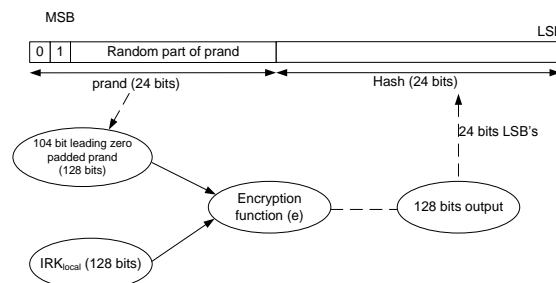 MSB
LSB
0 1 Random part of prand
prand (24 bits)
Hash (24 bits)
24 bits LSB's
104 bit leading zero
padded prand
(128 bits)
Encryption
function (e)
128 bits output
IRKlocal (128 bits)